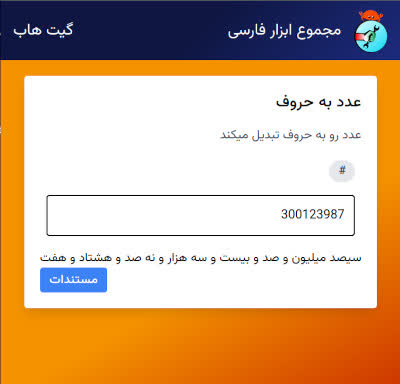 مجموع ابزار فارسی
گیت هاب
عدد به حروف
عدد رو به حروف تبدیل میکند
#
300123987
سیصد میلیون و صد و بیست و سه هزار و نه صد و هشتاد و هفت
مستندات